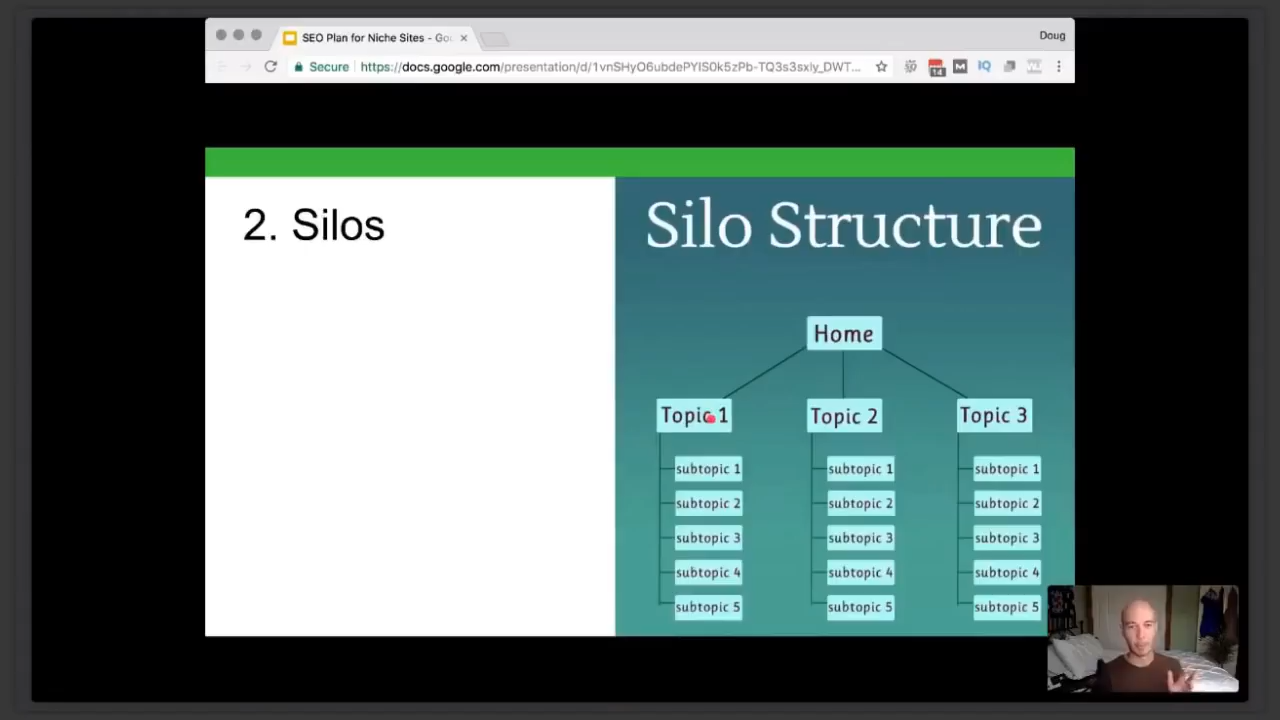 SEO Plan for Niche Sites - Go
Doug
Secure
https://docs.google.com/presentation/d/
14
M
IQ
2. Silos
Silo Structure
Home
Topic 1
Topic 2
Topic 3
subtopic 1
subtopic 2
subtopic 3
subtopic 4
subtopic 5
subtopic 1
subtopic 2
subtopic 3
subtopic 4
subtopic 5
subtopic 1
subtopic 2
subtopic 3
subtopic 4
subtopic 5